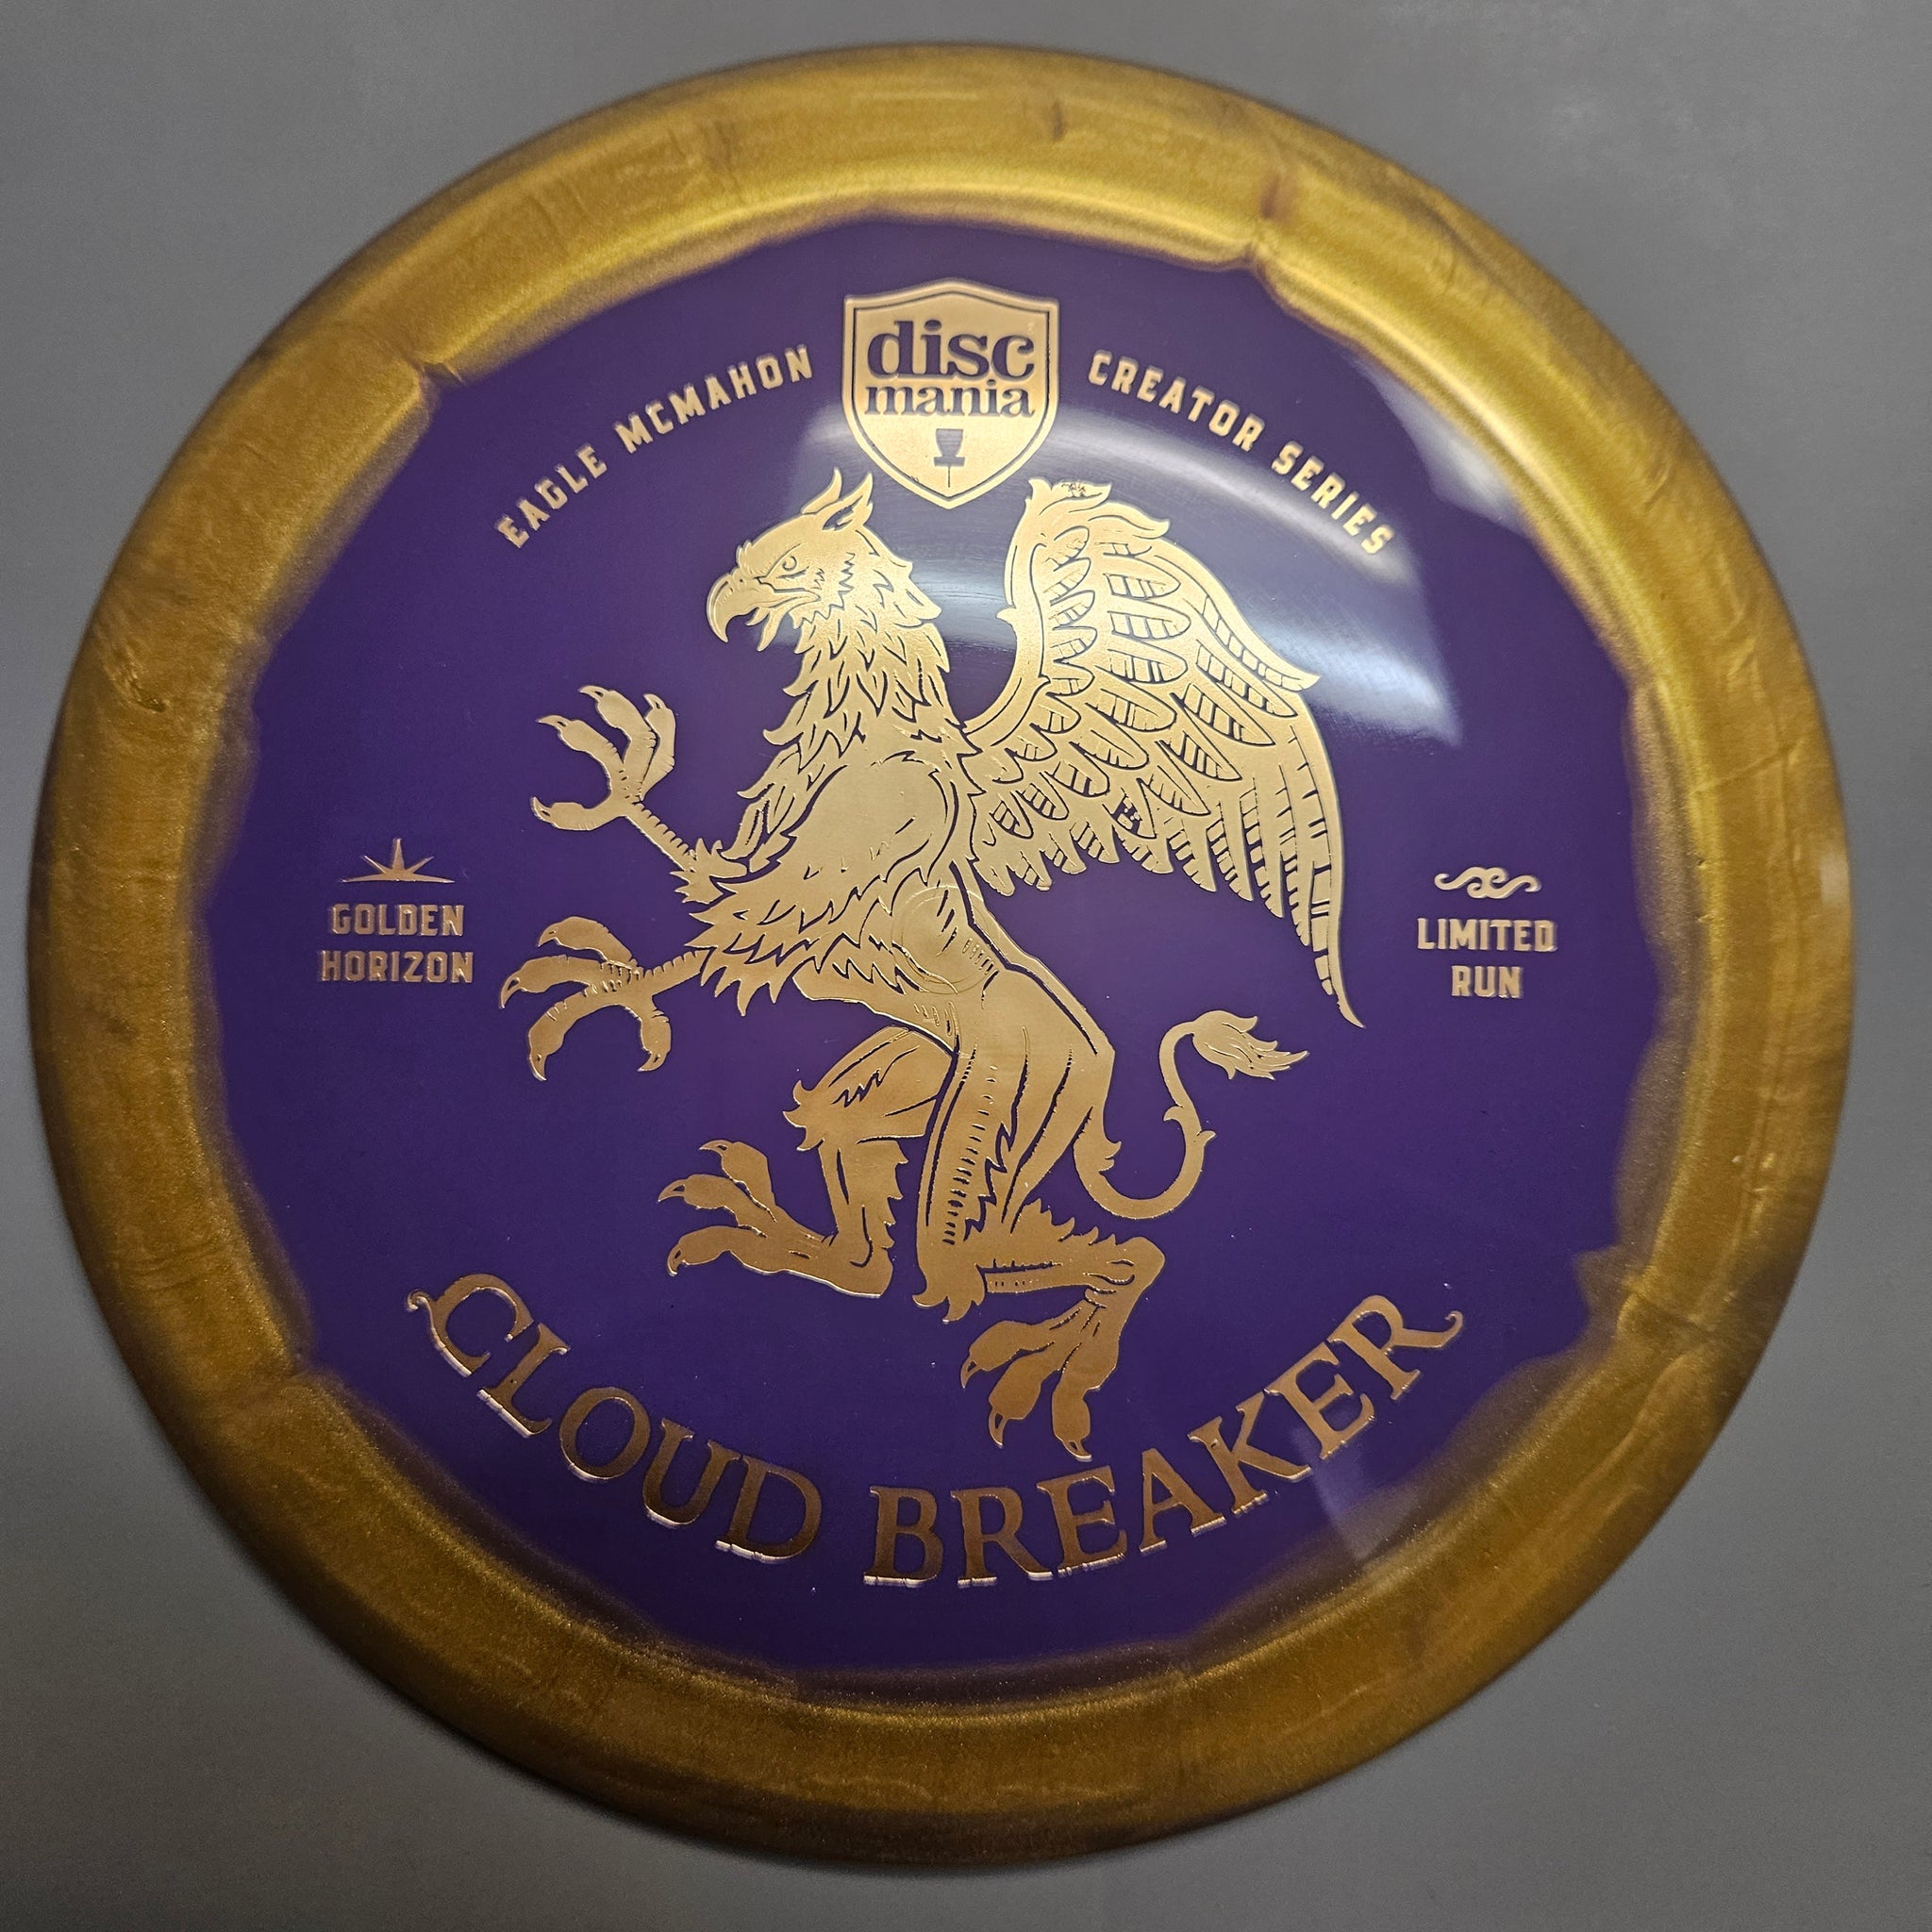 disc
mania
EAGLE MCMAHON
CREATOR SERIES
GOLDEN
HORIZON
LIMITED
RUN
CLOUD BREAKER